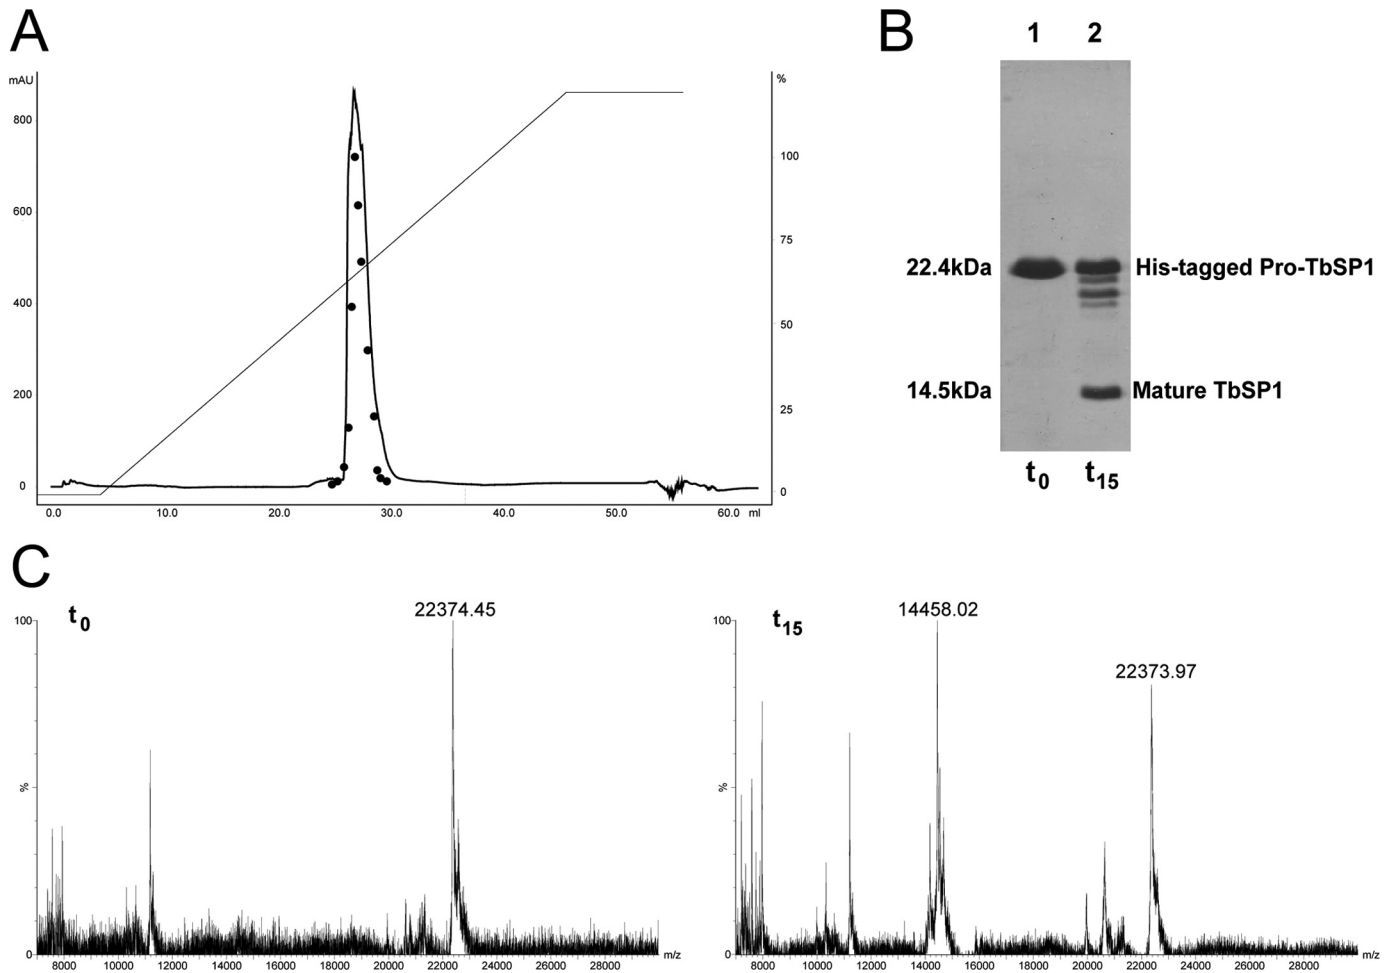 A
mAU
%
800
600
400
200
0
100
75
50
25
0
0.0 10.0 20.0 30.0 40.0 50.0 60.0 ml
B
1 2
22.4kDa His-tagged Pro-TbSP1
14.5kDa Mature TbSP1
t0 t15
C
t0
22374.45
100
%
0
8000 10000 12000 14000 16000 18000 20000 22000 24000 26000 28000 m/z
t15
14458.02
22373.97
100
%
0
8000 10000 12000 14000 16000 18000 20000 22000 24000 26000 28000 m/z